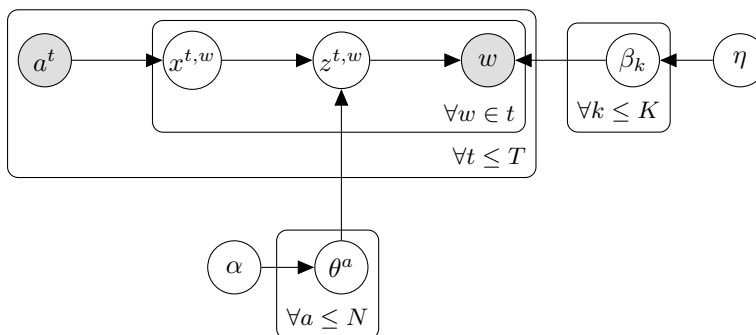 a^t x^{t,w} z^{t,w} w β_k η
∀w ∈ t ∀k ≤ K
∀t ≤ T
α θ^a
∀a ≤ N